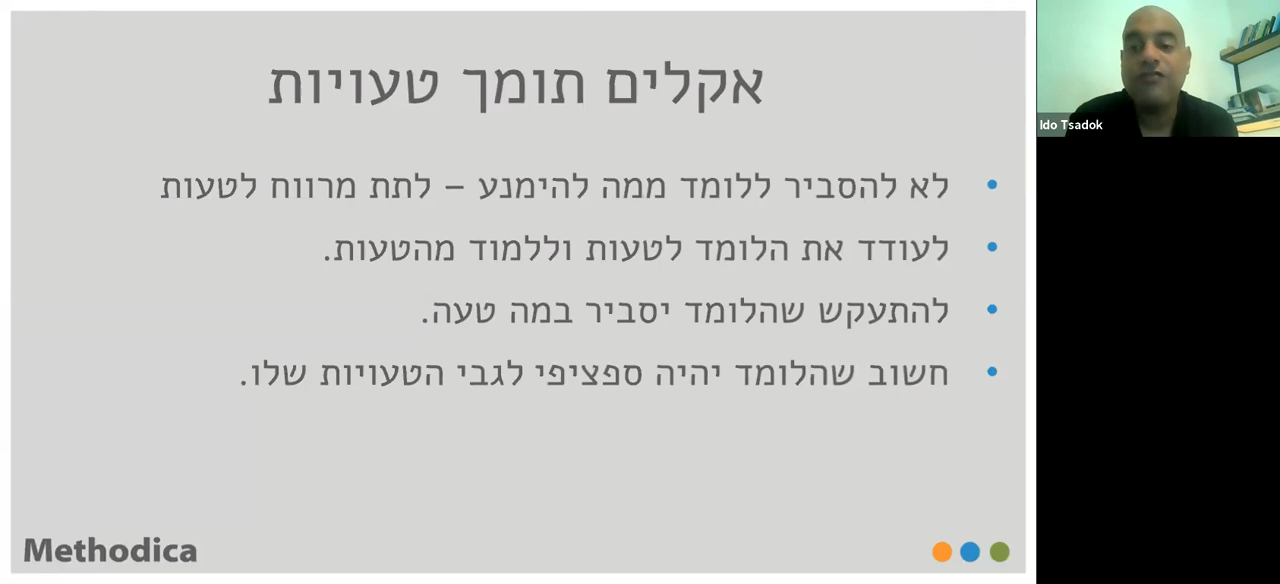 אקלים תומך טעויות
Ido Tsadok
לא להסביר ללומד ממה להימנע – לתת מרווח לטעות
לעודד את הלומד לטעות וללמוד מהטעות.
להתעקש שהלומד יסביר במה טעה.
חשוב שהלומד יהיה ספציפי לגבי הטעויות שלו.
Methodica